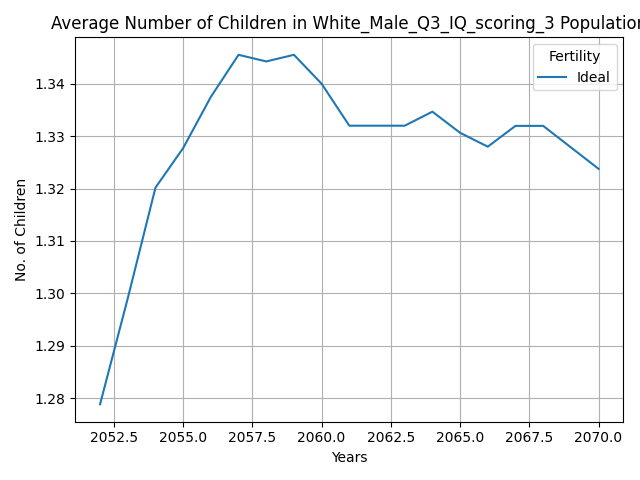 Average Number of Children in White_Male_Q3_IQ_scoring_3 Population
Fertility
Ideal
1.34
1.33
1.32
1.31
1.30
1.29
1.28
No. of Children
2052.5 2055.0 2057.5 2060.0 2062.5 2065.0 2067.5 2070.0
Years